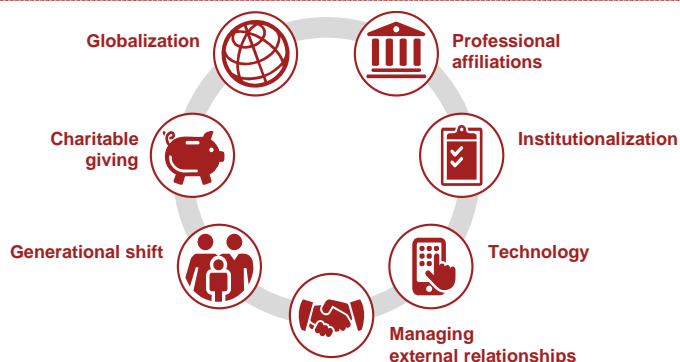 Globalization
Professional
affiliations
Charitable
giving
Institutionalization
Generational shift
Technology
Managing
external relationships